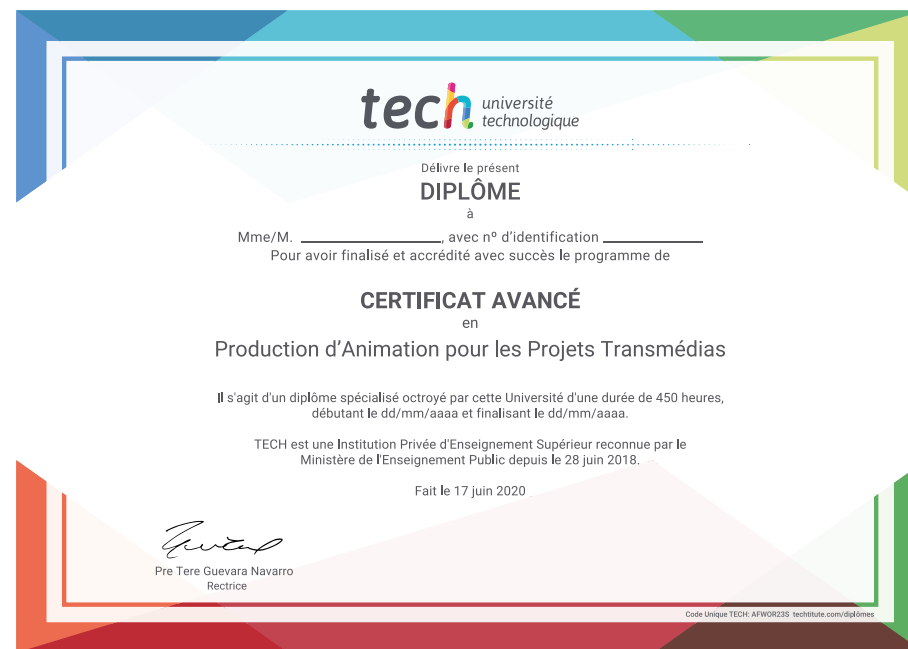 tech université
technologique
Délivre le présent
DIPLÔME
à
Mme/M. ____________________, avec nº d'identification ______________
Pour avoir finalisé et accrédité avec succès le programme de
CERTIFICAT AVANCÉ
en
Production d'Animation pour les Projets Transmédias
Il s'agit d'un diplôme spécialisé octroyé par cette Université d'une durée de 450 heures,
débutant le dd/mm/aaaa et finalisant le dd/mm/aaaa.
TECH est une Institution Privée d'Enseignement Supérieur reconnue par le
Ministère de l'Enseignement Public depuis le 28 juin 2018.
Fait le 17 juin 2020
Pre Tere Guevara Navarro
Rectrice
Code Unique TECH: AFWOR23S techtitute.com/diplômes